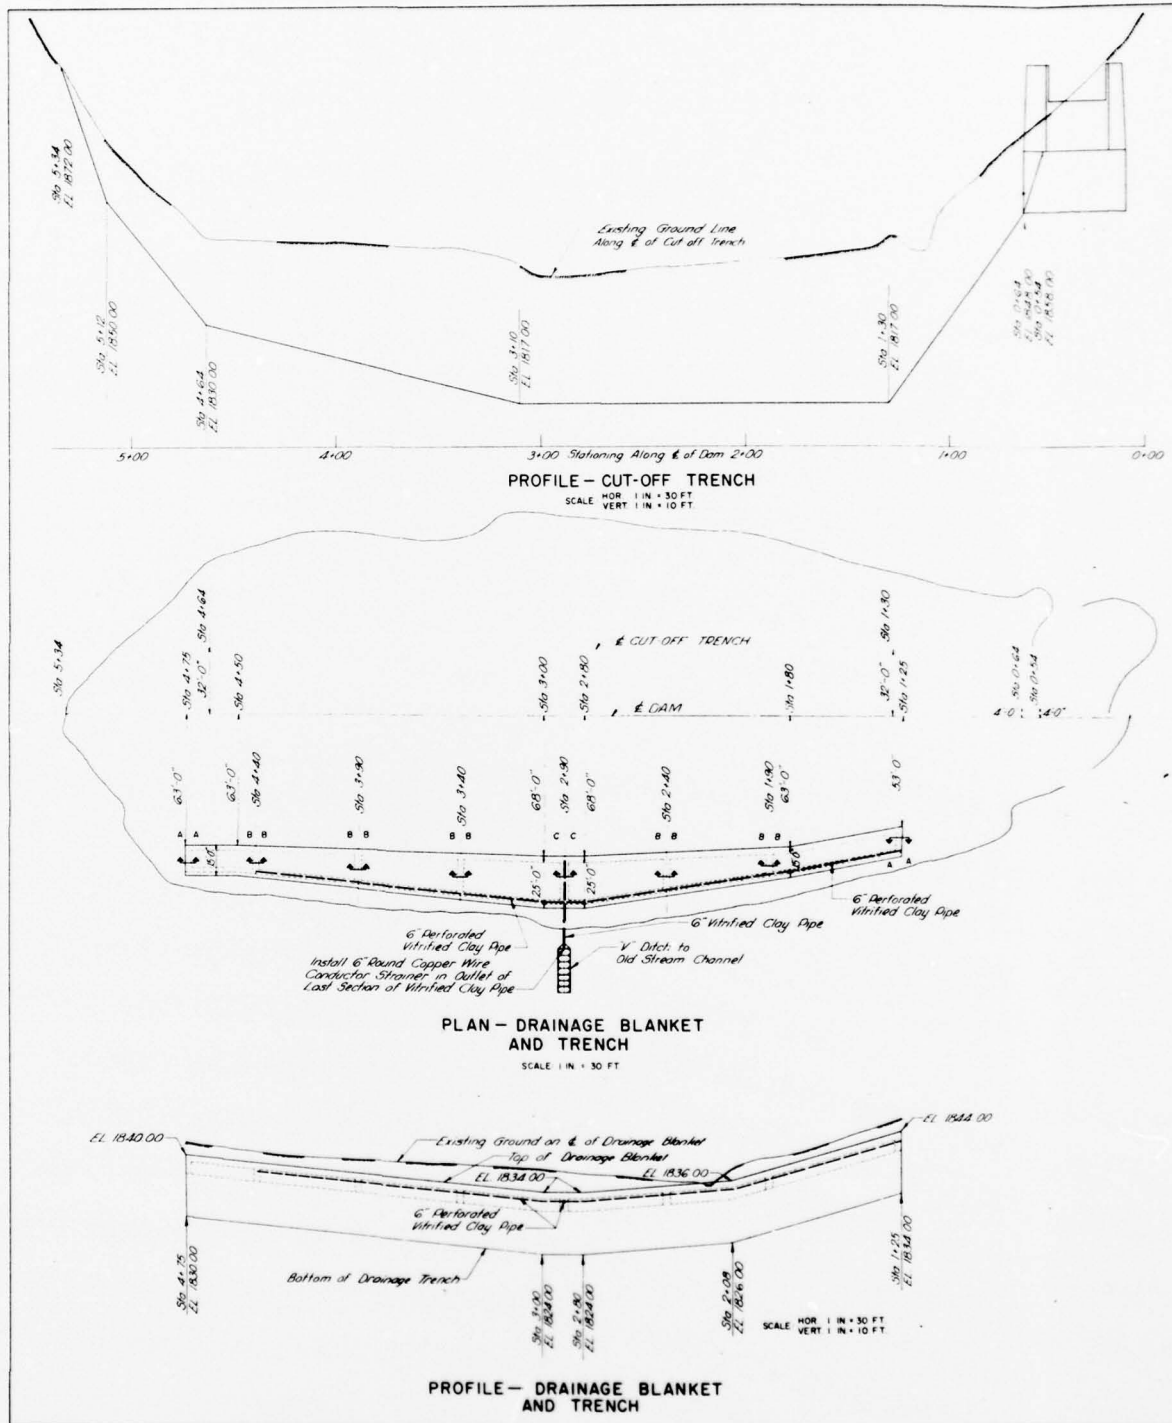 Sta 5+34
EL 1872.00
Sta 5+12
EL 1850.00
Sta 4+64
EL 1830.00
Existing Ground Line
Along ℄ of Cut off Trench
Sta 3+10
EL 1817.00
Sta 1+30
EL 1817.00
Sta 0+64
EL 1848.00
Sta 0+54
EL 1858.00
5+00
4+00
3+00 Stationing Along ℄ of Dam 2+00
1+00
0+00
PROFILE — CUT-OFF TRENCH
SCALE HOR 1 IN = 30 FT
VERT 1 IN = 10 FT
Sta 5+34
Sta 4+75
32'-0"
Sta 4+64
Sta 4+50
℄ CUT-OFF TRENCH
Sta 3+00
Sta 2+80
℄ DAM
Sta 1+80
Sta 1+30
32'-0"
Sta 1+25
Sta 0+64
Sta 0+54
4'-0"
4'-0"
63'-0"
63'-0"
Sta 4+40
Sta 3+90
Sta 3+40
68'-0"
Sta 2+90
68'-0"
Sta 2+40
Sta 1+90
63'-0"
53'-0"
A A
B B
B B
B B
C C
B B
B B
A A
15'-0"
25'-0"
25'-0"
15'-0"
6" Perforated
Vitrified Clay Pipe
6" Vitrified Clay Pipe
6" Perforated
Vitrified Clay Pipe
Install 6" Round Copper Wire
Conductor Strainer in Outlet of
Last Section of Vitrified Clay Pipe
"V" Ditch to
Old Stream Channel
PLAN — DRAINAGE BLANKET
AND TRENCH
SCALE 1 IN = 30 FT
EL 1840.00
EL 1844.00
Existing Ground on ℄ of Drainage Blanket
Top of Drainage Blanket
EL 1834.00
EL 1836.00
6" Perforated
Vitrified Clay Pipe
Bottom of Drainage Trench
Sta 4+75
EL 1830.00
Sta 3+00
EL 1824.00
Sta 2+80
EL 1824.00
Sta 2+08
EL 1826.00
Sta 1+25
EL 1834.00
SCALE HOR 1 IN = 30 FT
VERT 1 IN = 10 FT
PROFILE — DRAINAGE BLANKET
AND TRENCH